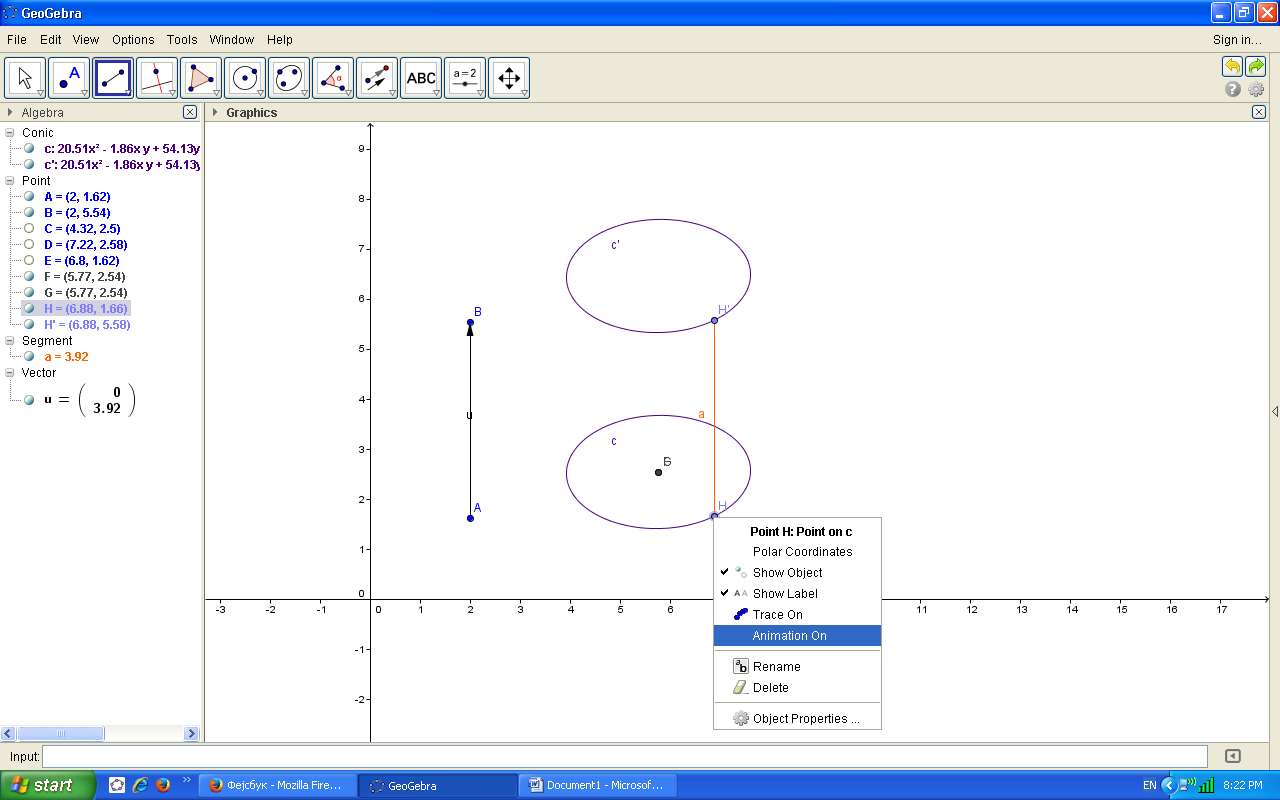 GeoGebra
File Edit View Options Tools Window Help Sign in...
A α ABC a=2
Algebra
Graphics
Conic
c: 20.51x² - 1.86x y + 54.13y
c': 20.51x² - 1.86x y + 54.13y
Point
A = (2, 1.62)
B = (2, 5.54)
C = (4.32, 2.5)
D = (7.22, 2.58)
E = (6.8, 1.62)
F = (5.77, 2.54)
G = (5.77, 2.54)
H = (6.88, 1.66)
H' = (6.88, 5.58)
Segment
a = 3.92
Vector
u = ( 0
3.92 )
9
8
7
6
5
4
3
2
1
0
-1
-2
c'
H'
B
u
a
c
A
H
-3 -2 -1 0 1 2 3 4 5 6 11 12 13 14 15 16 17
Point H: Point on c
Polar Coordinates
Show Object
AA Show Label
Trace On
Animation On
ab Rename
Delete
Object Properties ...
Input:
start
Фејсбук - Mozilla Fire...
GeoGebra
Document1 - Microsof...
EN
8:22 PM